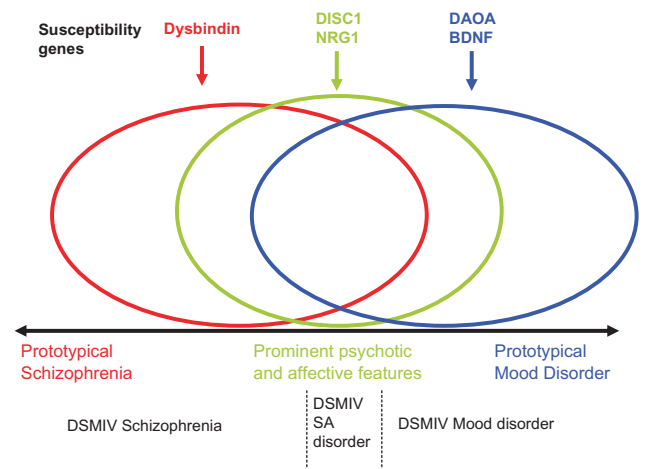 Susceptibility
genes
Dysbindin
DISC1
NRG1
DAOA
BDNF
Prototypical
Schizophrenia
Prominent psychotic
and affective features
Prototypical
Mood Disorder
DSMIV Schizophrenia
DSMIV
SA
disorder
DSMIV Mood disorder